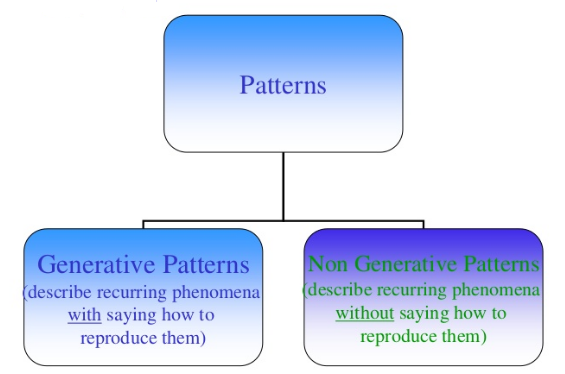 Patterns
Generative Patterns
(describe recurring phenomena
with saying how to
reproduce them)
Non Generative Patterns
(describe recurring phenomena
without saying how to
reproduce them)